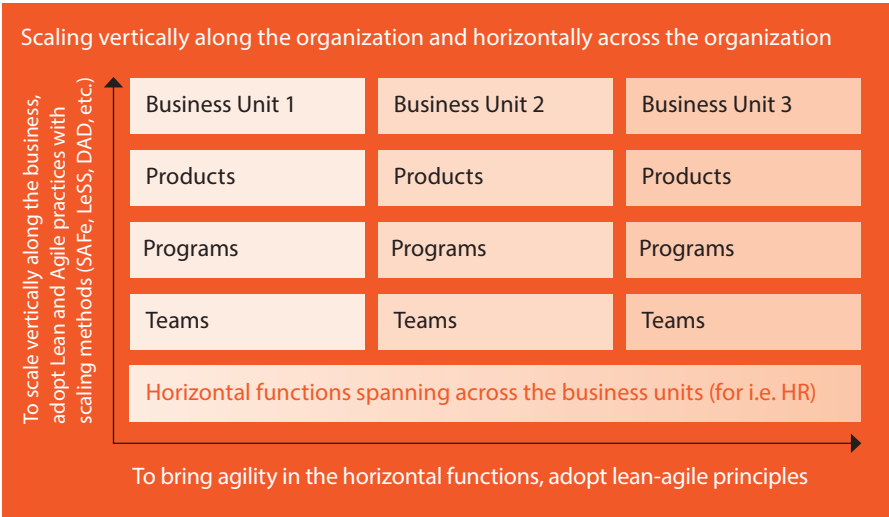 Scaling vertically along the organization and horizontally across the organization
To scale vertically along the business,
adopt Lean and Agile practices with
scaling methods (SAFe, LeSS, DAD, etc.)
Business Unit 1
Business Unit 2
Business Unit 3
Products
Products
Products
Programs
Programs
Programs
Teams
Teams
Teams
Horizontal functions spanning across the business units (for i.e. HR)
To bring agility in the horizontal functions, adopt lean-agile principles